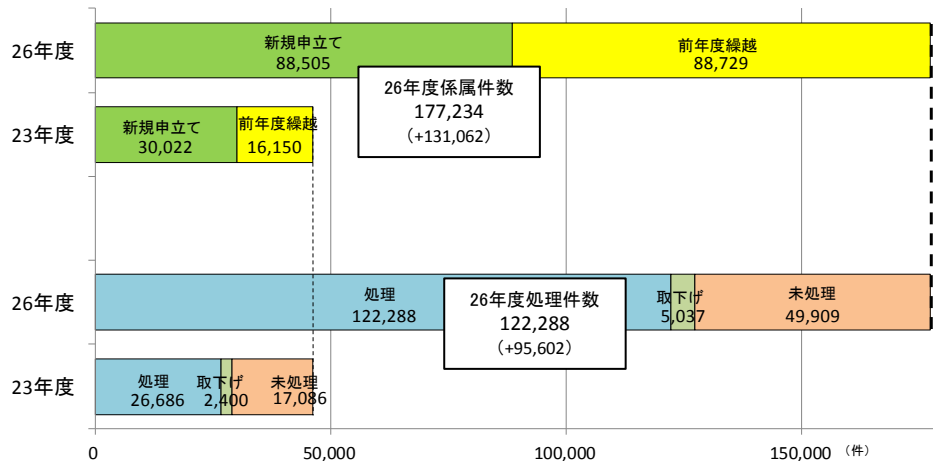 26年度
新規申立て
88,505
前年度繰越
88,729
26年度係属件数
177,234
(+131,062)
23年度
新規申立て
30,022
前年度繰越
16,150
26年度
処理
122,288
取下げ
5,037
未処理
49,909
26年度処理件数
122,288
(+95,602)
23年度
処理
26,686
取下げ
2,400
未処理
17,086
0
50,000
100,000
150,000
(件)